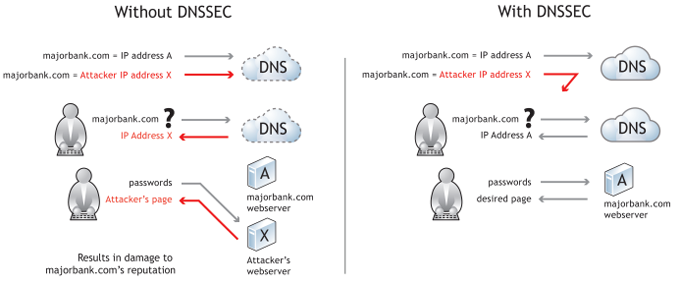 Without DNSSEC
majorbank.com = IP address A
majorbank.com = Attacker IP address X
DNS
majorbank.com ?
IP Address X
DNS
passwords
Attacker's page
A
majorbank.com
webserver
X
Attacker's
webserver
Results in damage to
majorbank.com's reputation
With DNSSEC
majorbank.com = IP address A
majorbank.com = Attacker IP address X
DNS
majorbank.com ?
IP Address A
DNS
passwords
desired page
A
majorbank.com
webserver